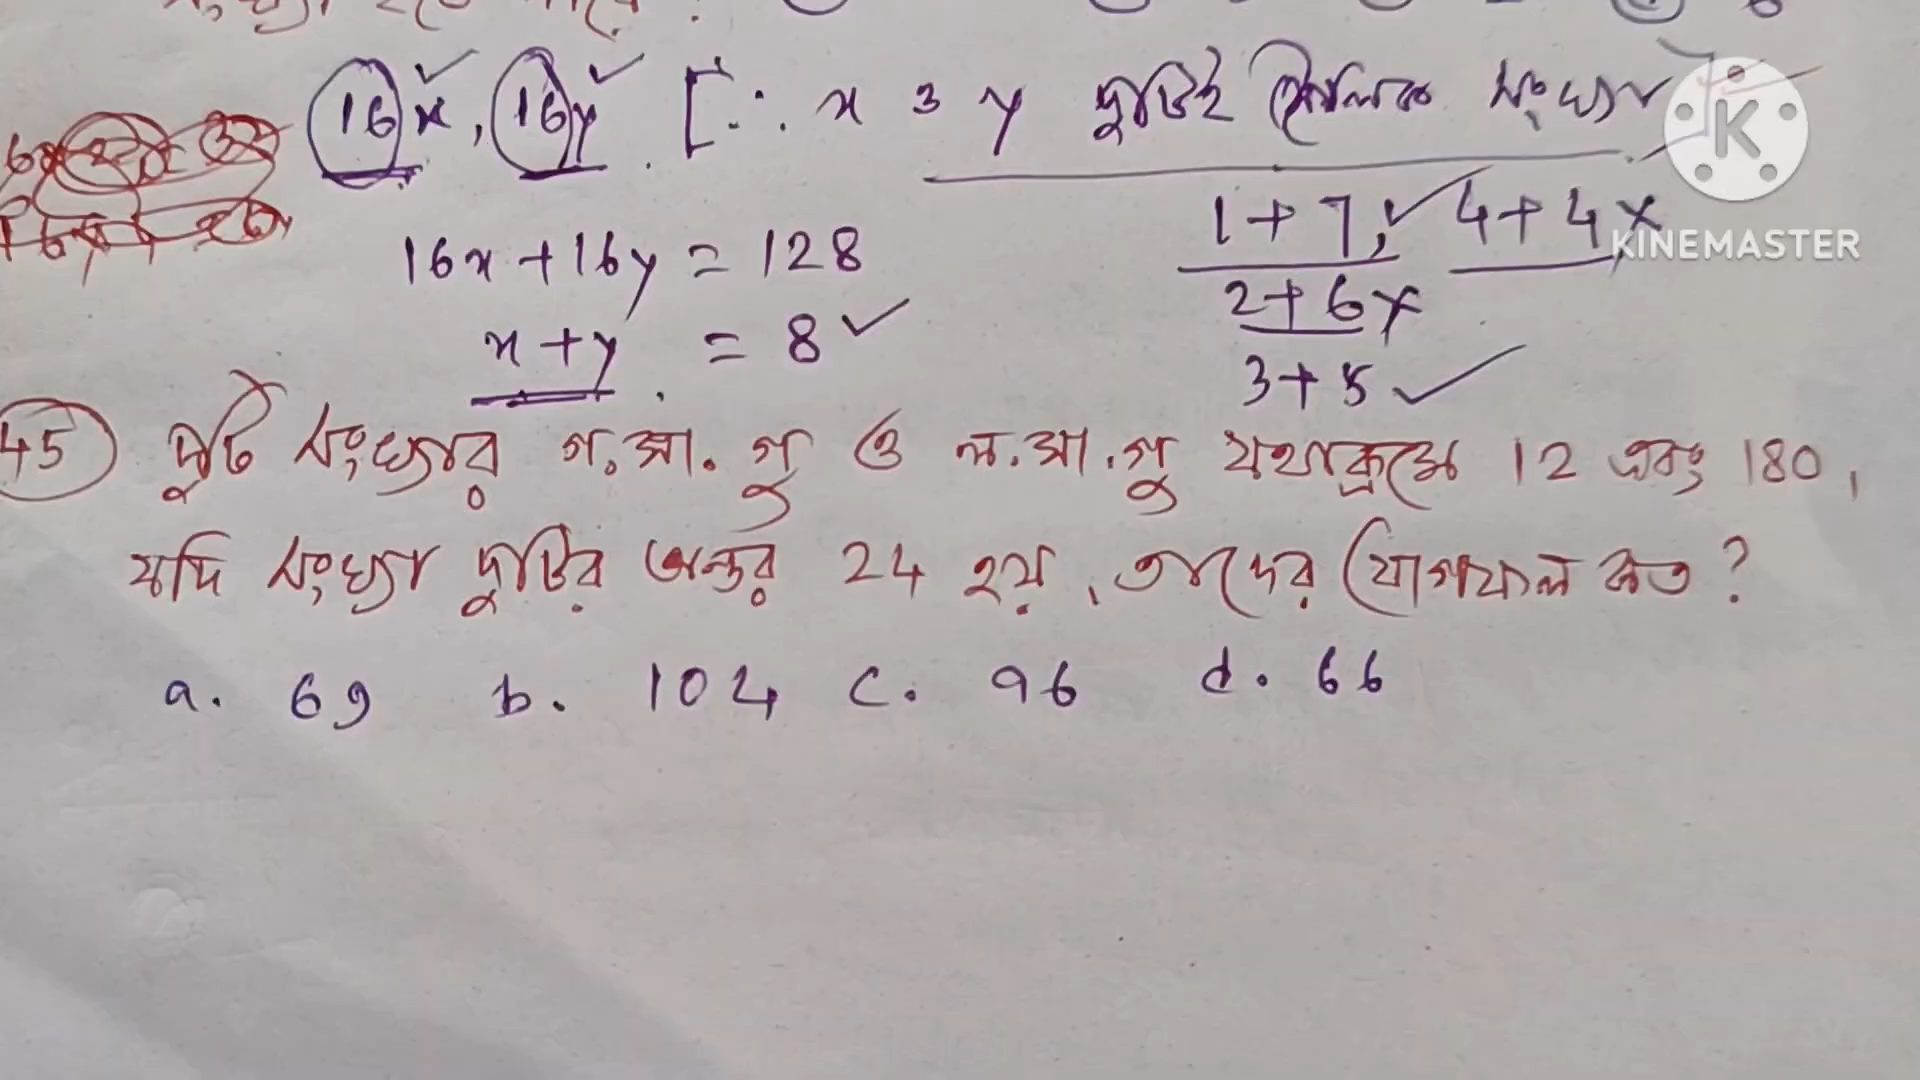 16x, 16y. [∵ x ও y দুটিই মৌলিক সংখ্যা]
1+7, ✓ 4+4 x
16x + 16y = 128
2+6 x
x + y = 8 ✓
3+5 ✓
45 দুটি সংখ্যার গ.সা.গু ও ল.সা.গু যথাক্রমে 12 এবং 180,
যদি সংখ্যা দুটির অন্তর 24 হয়, তাদের যোগফল কত?
a. 69 b. 104 c. 96 d. 66
KINEMASTER